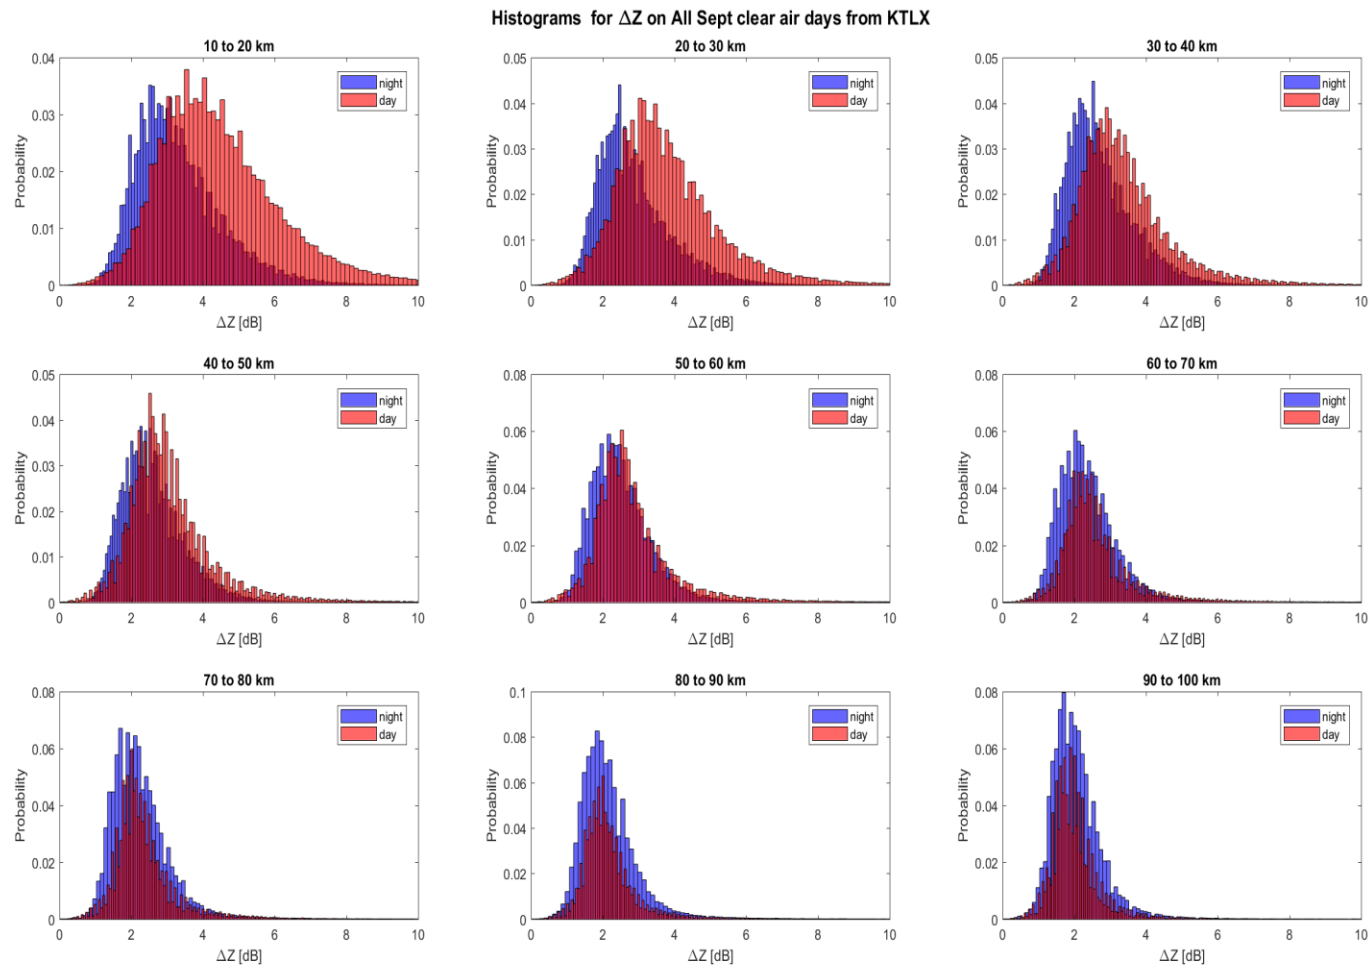 Histograms for ΔZ on All Sept clear air days from KTLX
10 to 20 km
0.04
0.03
0.02
0.01
0
Probability
night
day
0 2 4 6 8 10
ΔZ [dB]
20 to 30 km
0.05
0.04
0.03
0.02
0.01
0
Probability
night
day
0 2 4 6 8 10
ΔZ [dB]
30 to 40 km
0.05
0.04
0.03
0.02
0.01
0
Probability
night
day
0 2 4 6 8 10
ΔZ [dB]
40 to 50 km
0.05
0.04
0.03
0.02
0.01
0
Probability
night
day
0 2 4 6 8 10
ΔZ [dB]
50 to 60 km
0.08
0.06
0.04
0.02
0
Probability
night
day
0 2 4 6 8 10
ΔZ [dB]
60 to 70 km
0.08
0.06
0.04
0.02
0
Probability
night
day
0 2 4 6 8 10
ΔZ [dB]
70 to 80 km
0.08
0.06
0.04
0.02
0
Probability
night
day
0 2 4 6 8 10
ΔZ [dB]
80 to 90 km
0.1
0.08
0.06
0.04
0.02
0
Probability
night
day
0 2 4 6 8 10
ΔZ [dB]
90 to 100 km
0.08
0.06
0.04
0.02
0
Probability
night
day
0 2 4 6 8 10
ΔZ [dB]